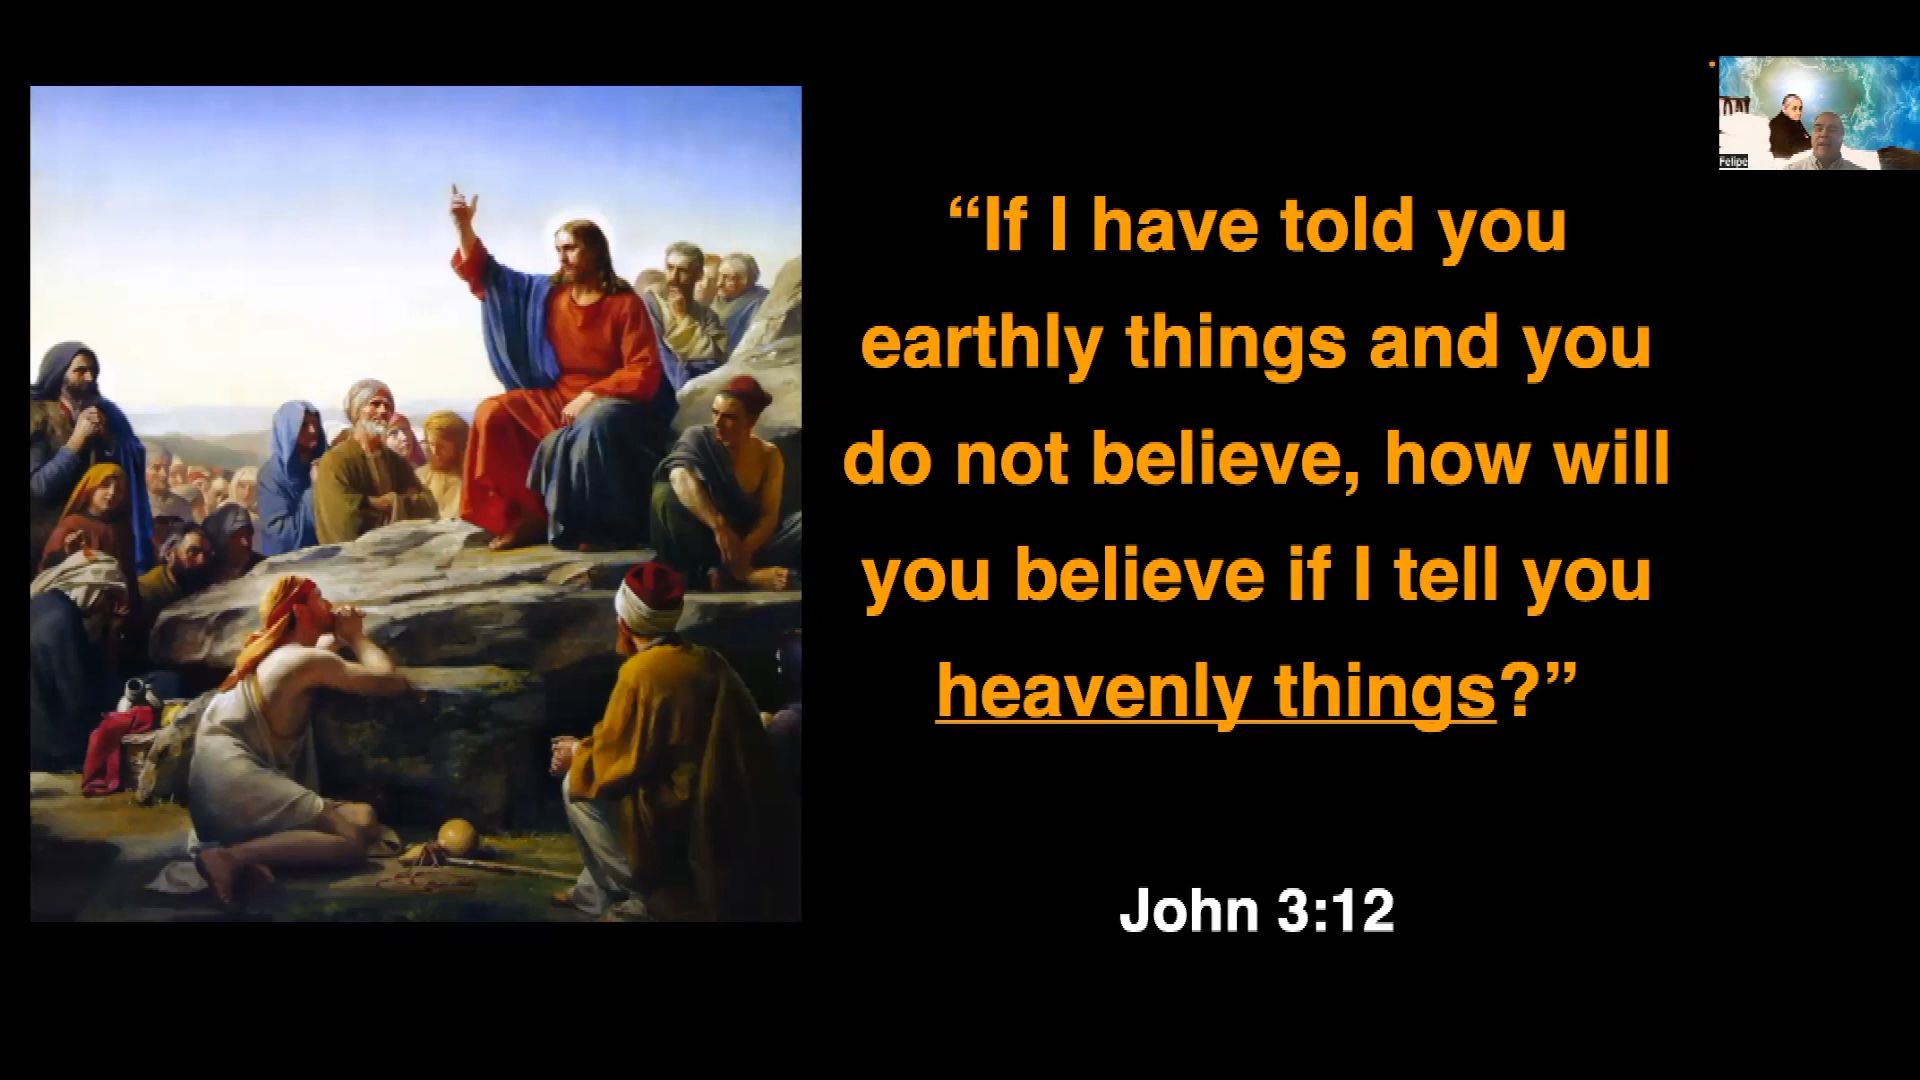 “If I have told you
earthly things and you
do not believe, how will
you believe if I tell you
heavenly things?”
John 3:12
Felipe